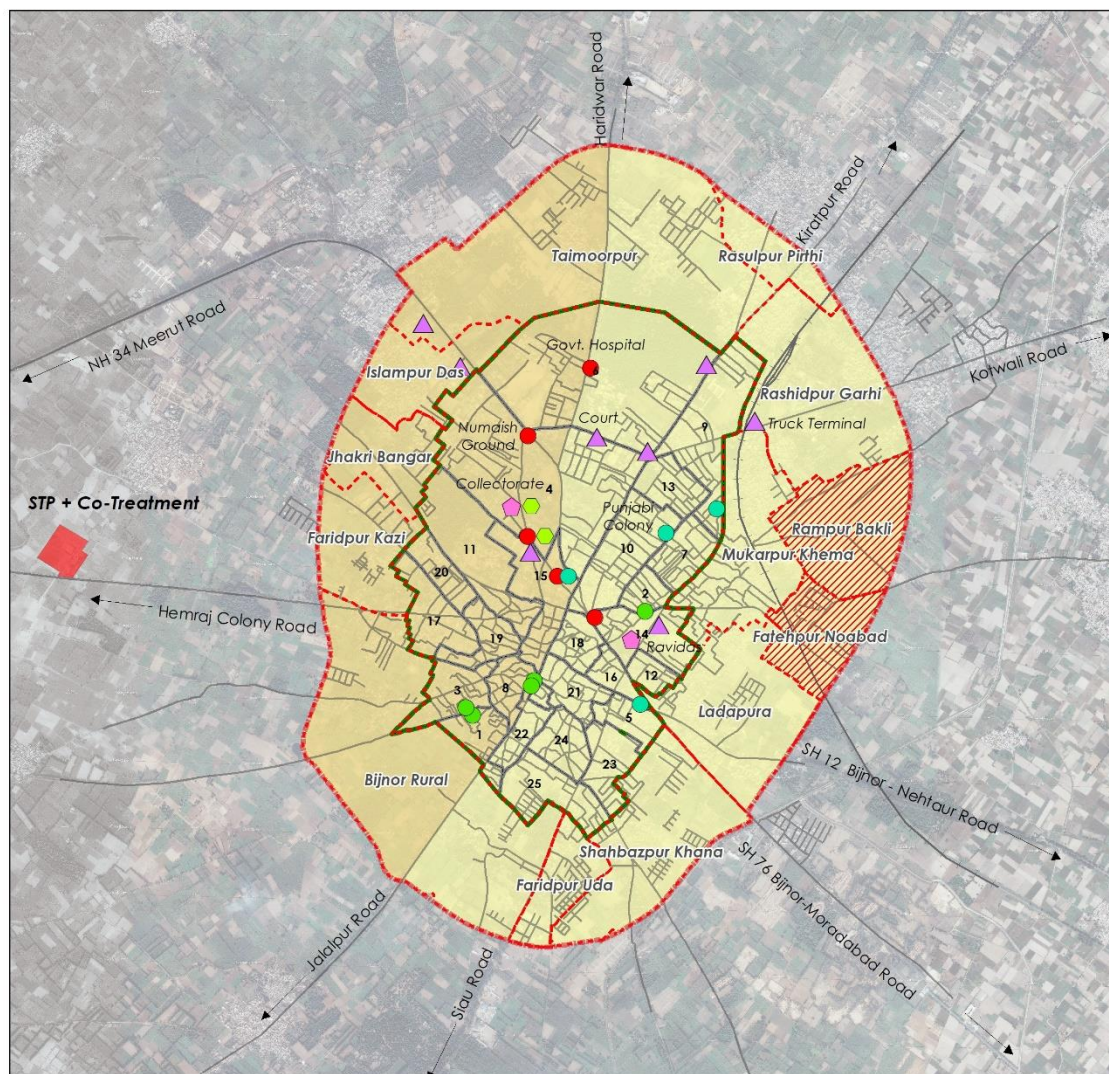 Haridwar Road
Kiratpur Road
Taimoorpur
Rasulpur Pirthi
NH 34 Meerut Road
Kotwali Road
Govt. Hospital
6
Islampur Das
Rashidpur Garhi
Numaish
Ground
Court
9
Truck Terminal
Jhakri Bangar
Collectorate
4
13
Punjabi
Colony
STP + Co-Treatment
Rampur Bakli
Faridpur Kazi
11
10
7
Mukarpur Khema
20
15
2
Hemraj Colony Road
17
19
18
14
Ravidas
Fatehpur Noabad
12
16
3
8
21
5
Ladapura
1
22
24
23
SH 12 Bijnor - Nehtaur Road
Bijnor Rural
25
Shahbazpur Khana
Faridpur Uda
SH 76 Bijnor-Moradabad Road
Jalalpur Road
Siau Road